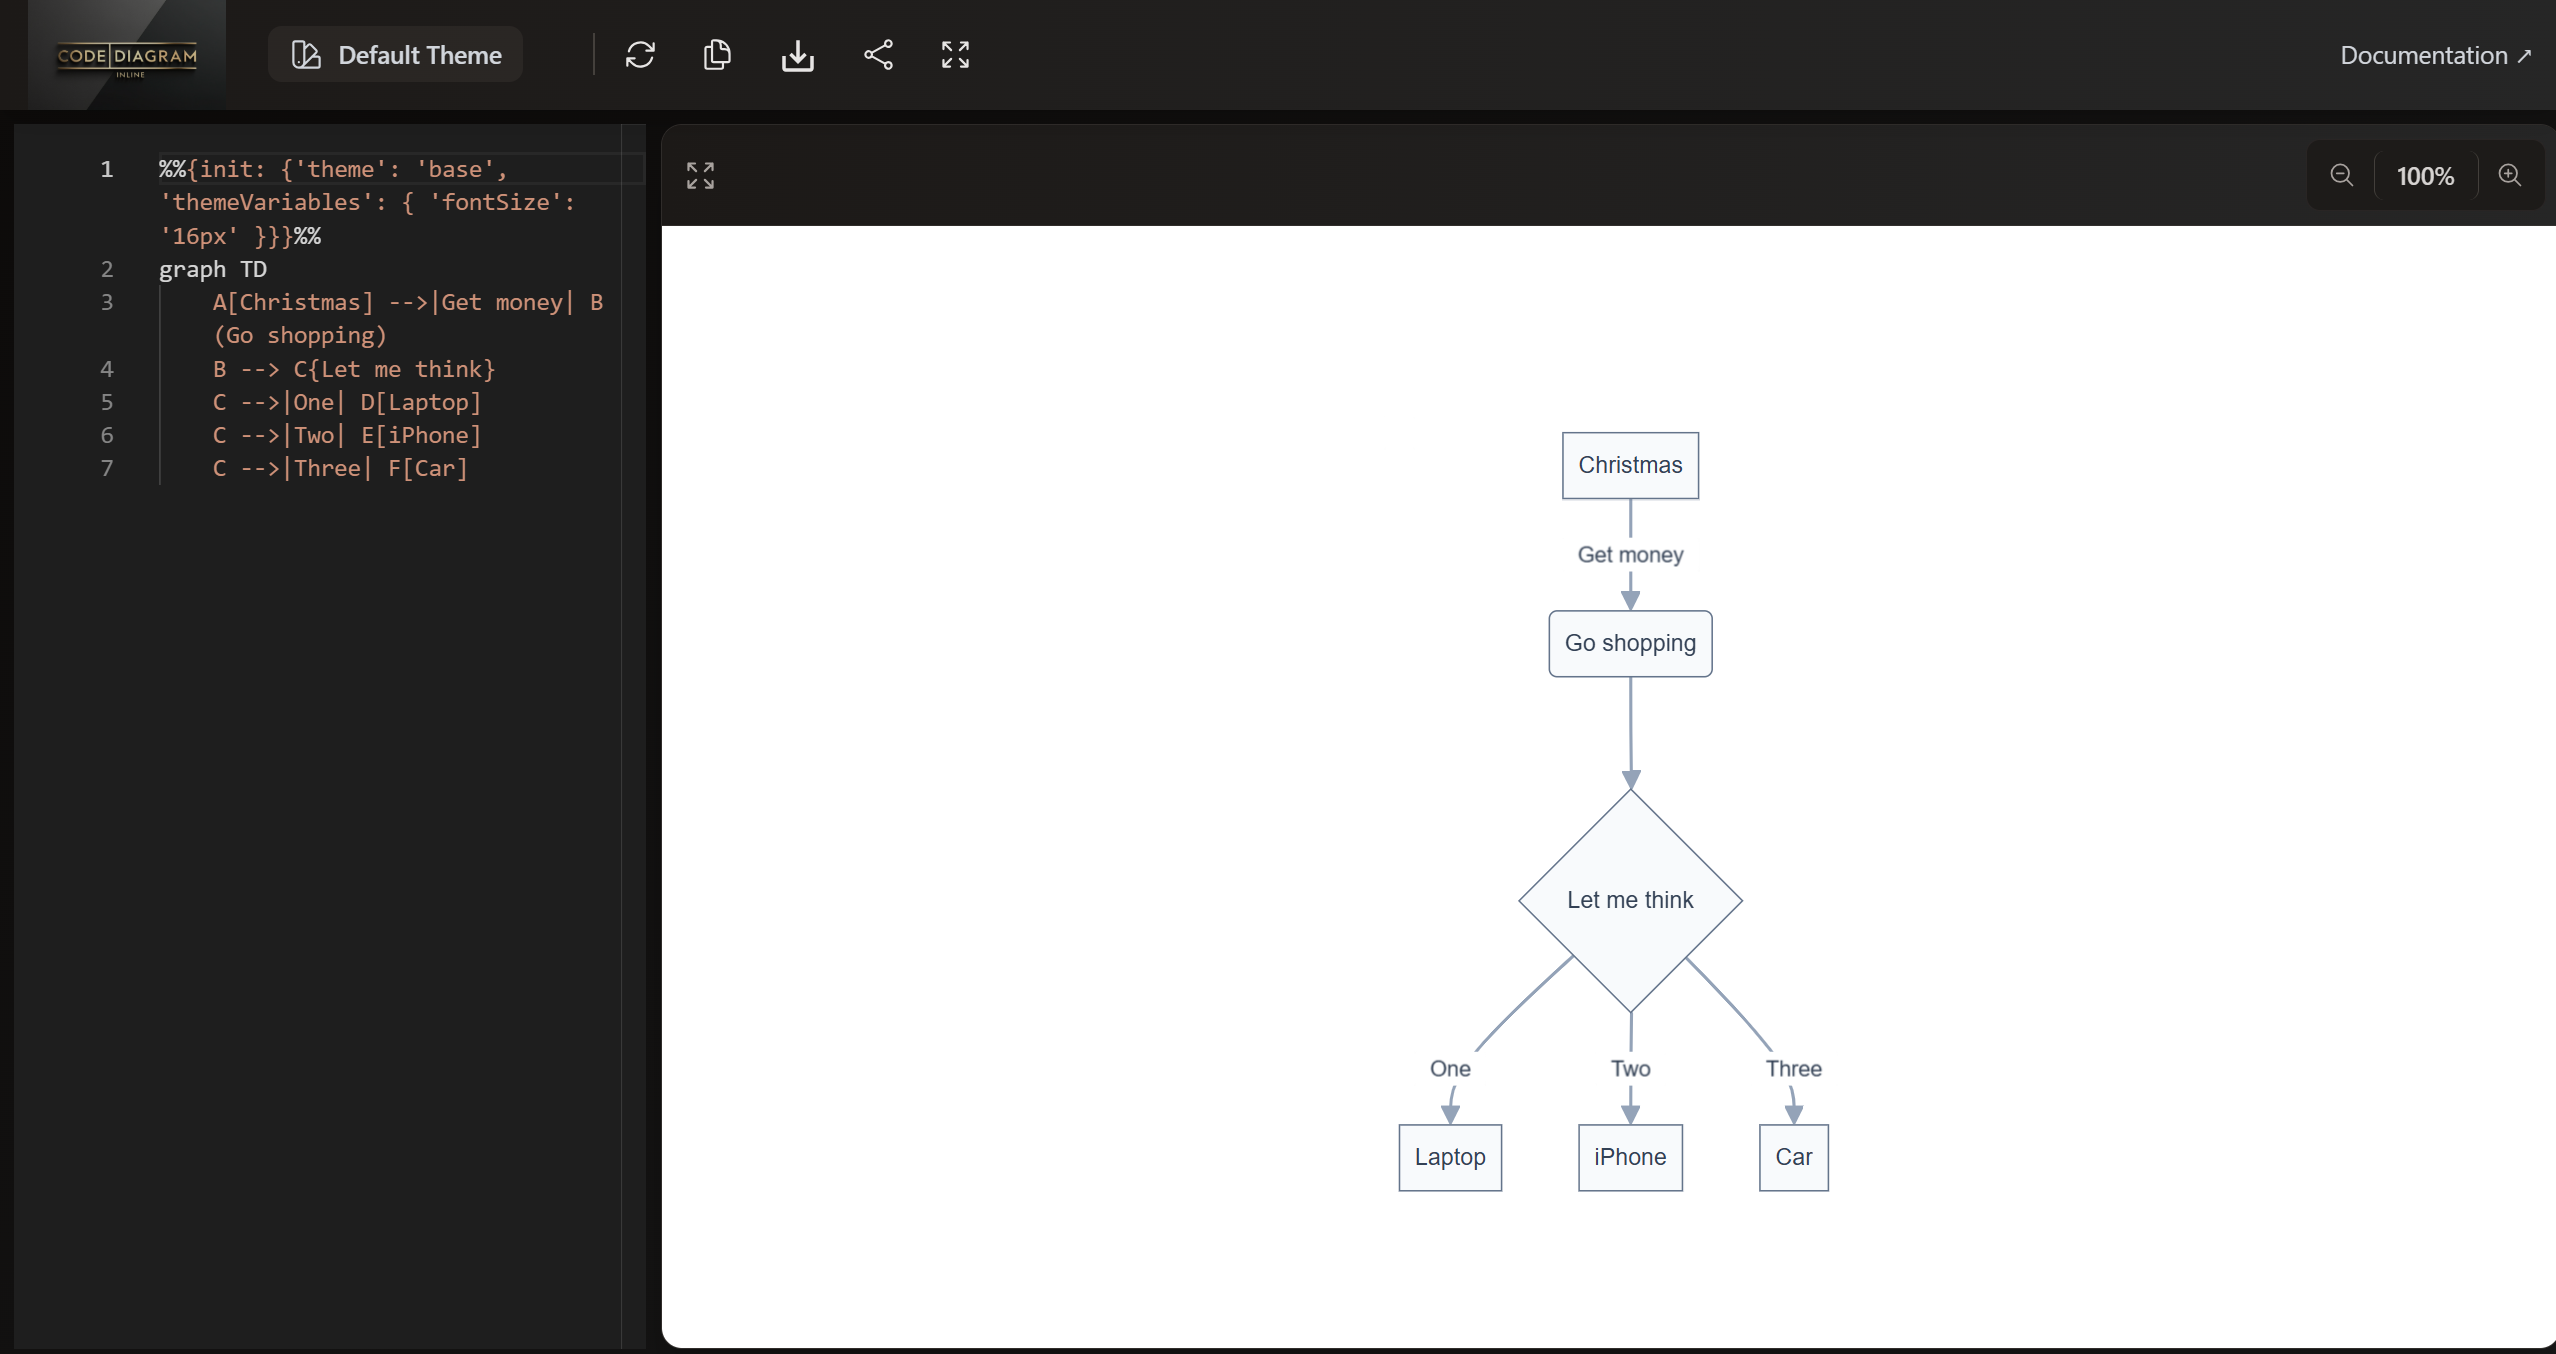 CODE DIAGRAM
INLINE
Default Theme
Documentation ↗
1 %%{init: {'theme': 'base',
'themeVariables': { 'fontSize':
'16px' }}}%%
2 graph TD
3 A[Christmas] -->|Get money| B
(Go shopping)
4 B --> C{Let me think}
5 C -->|One| D[Laptop]
6 C -->|Two| E[iPhone]
7 C -->|Three| F[Car]
100%
Christmas
Get money
Go shopping
Let me think
One Two Three
Laptop iPhone Car